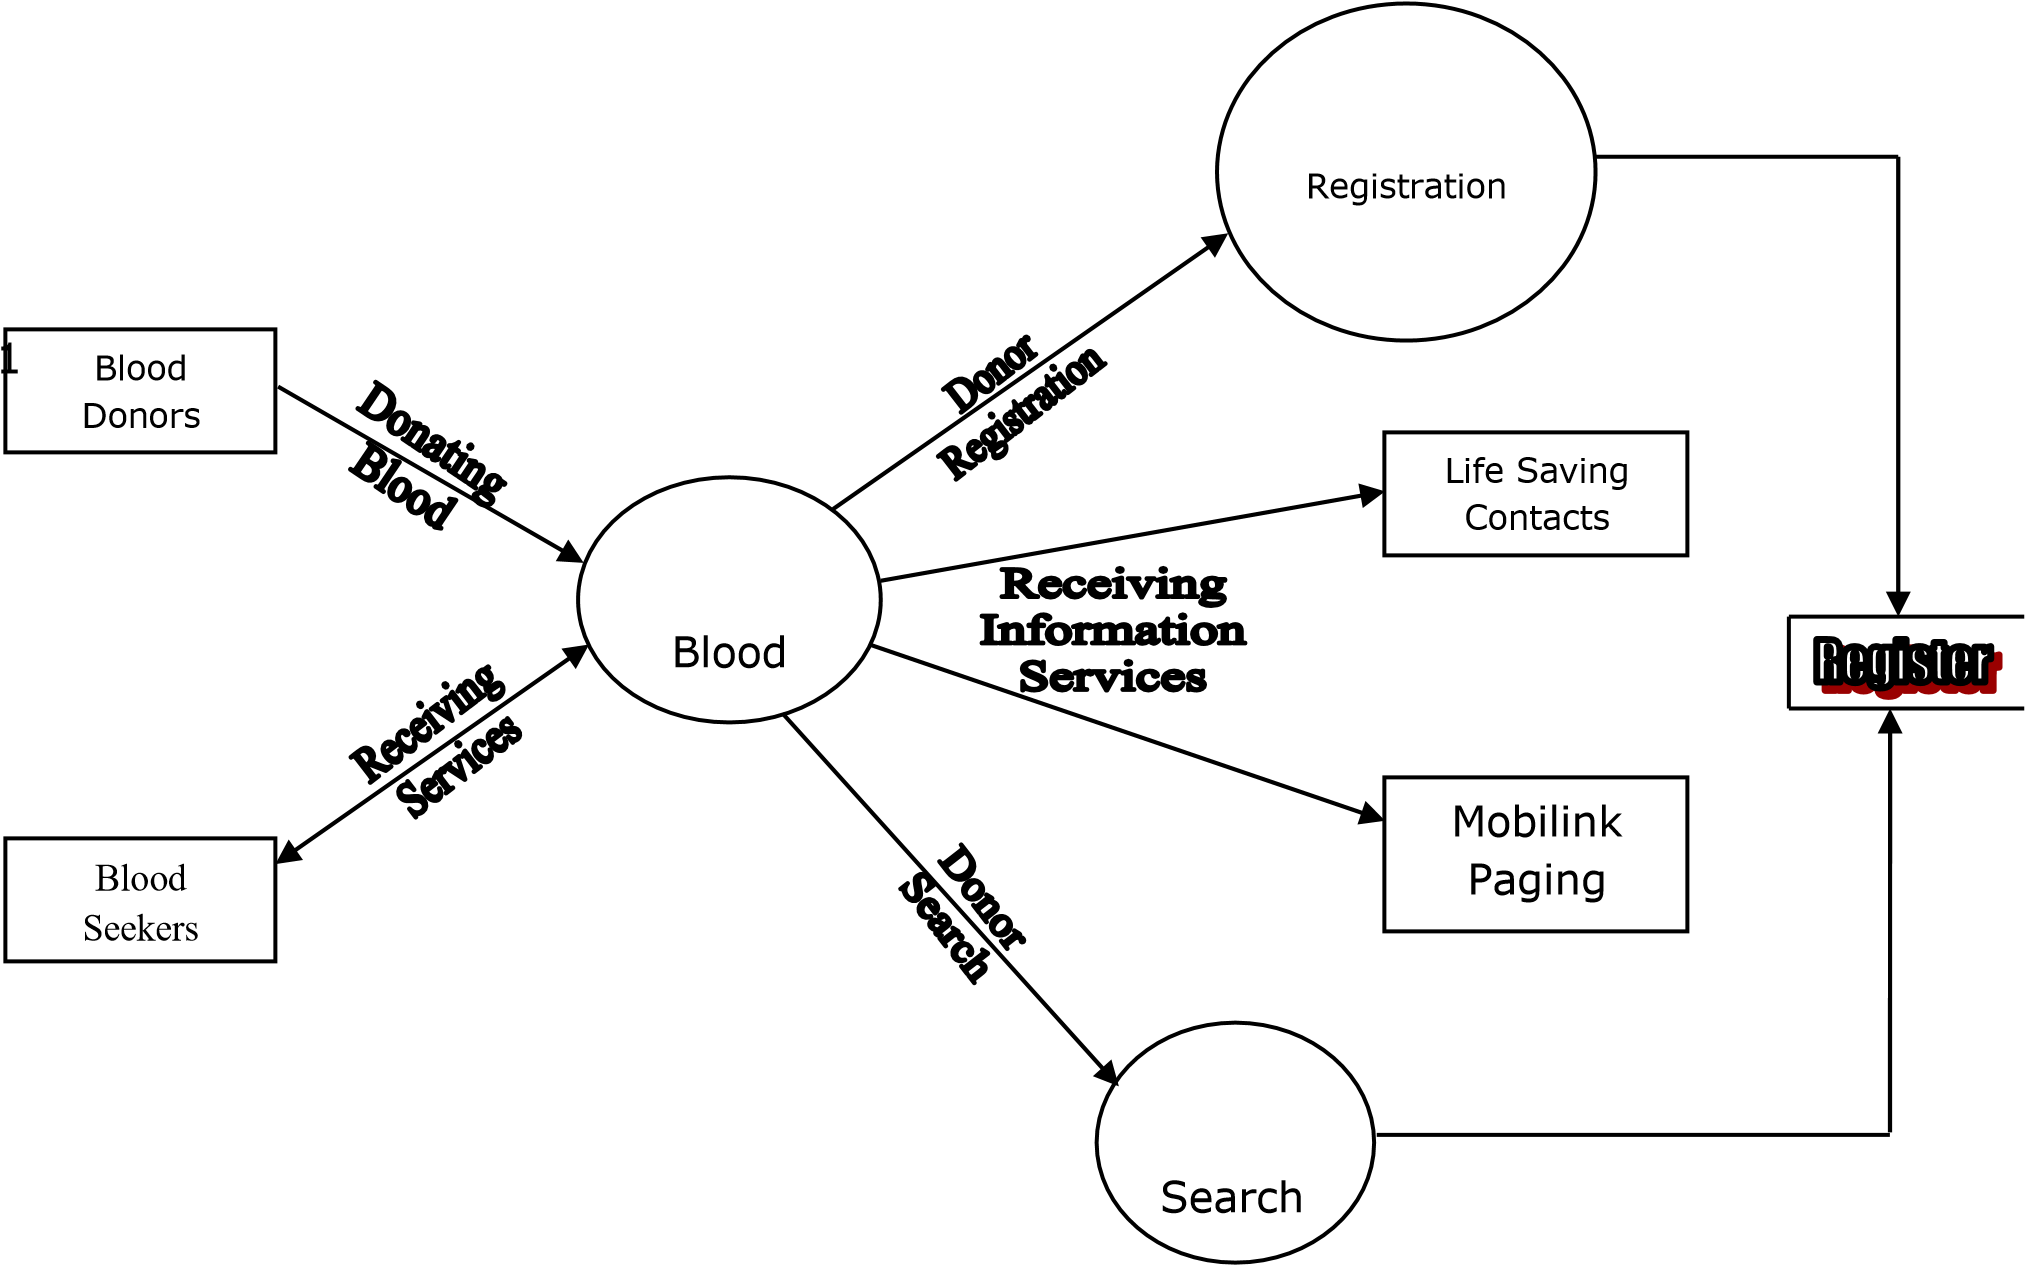 Registration
1
Blood
Donors
Donating
Blood
Donor
Registration
Life Saving
Contacts
Receiving
Information
Services
Blood
Register
Receiving
Services
Mobilink
Paging
Blood
Seekers
Donor
Search
Search